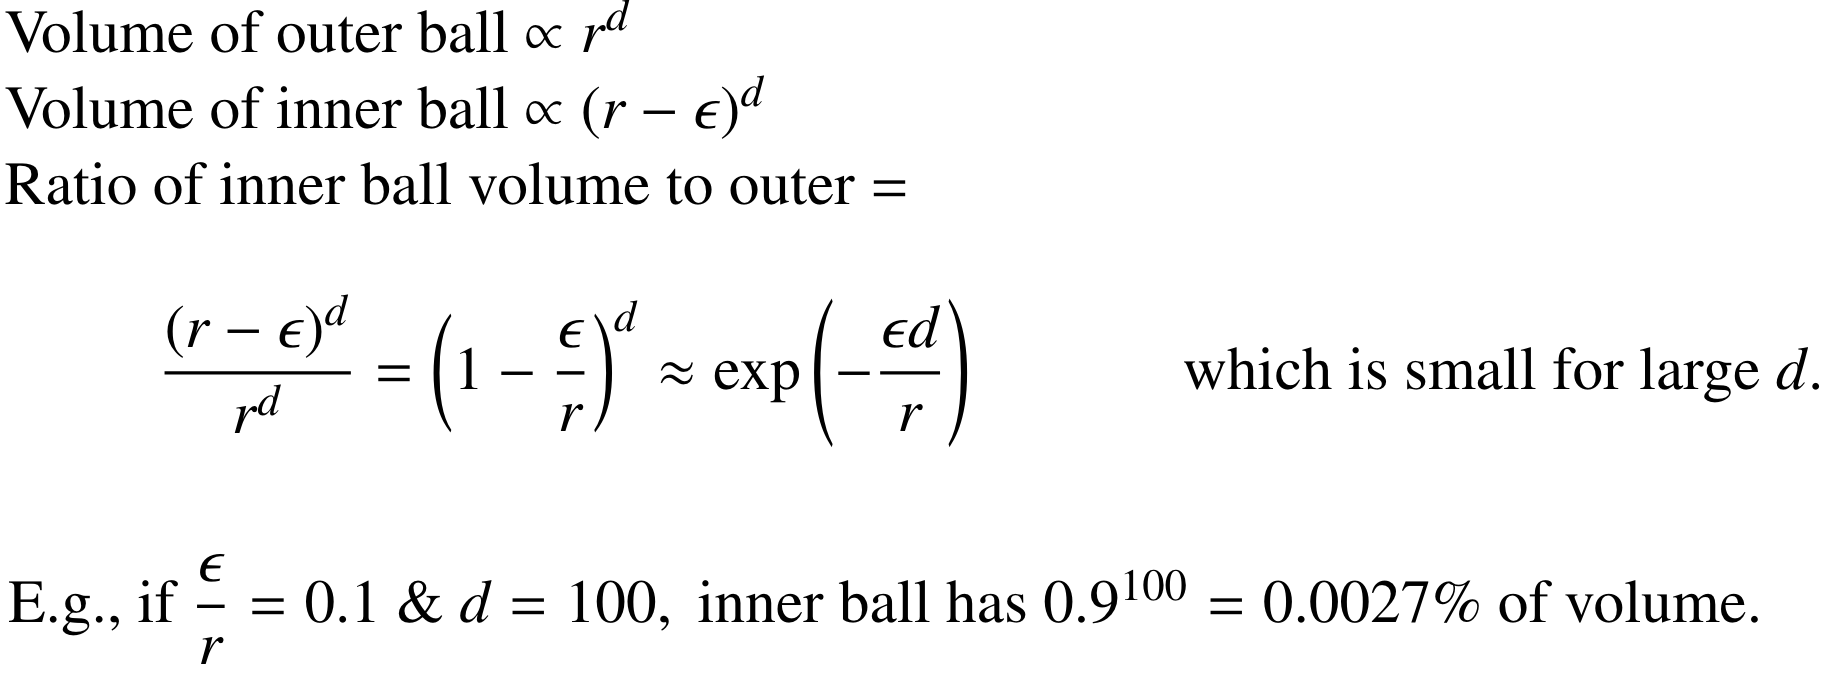 Volume of outer ball ∝ r^d
Volume of inner ball ∝ (r − ϵ)^d
Ratio of inner ball volume to outer =
(r − ϵ)^d / r^d = (1 − ϵ/r)^d ≈ exp(−ϵd/r) which is small for large d.
E.g., if ϵ/r = 0.1 & d = 100, inner ball has 0.9^100 = 0.0027% of volume.